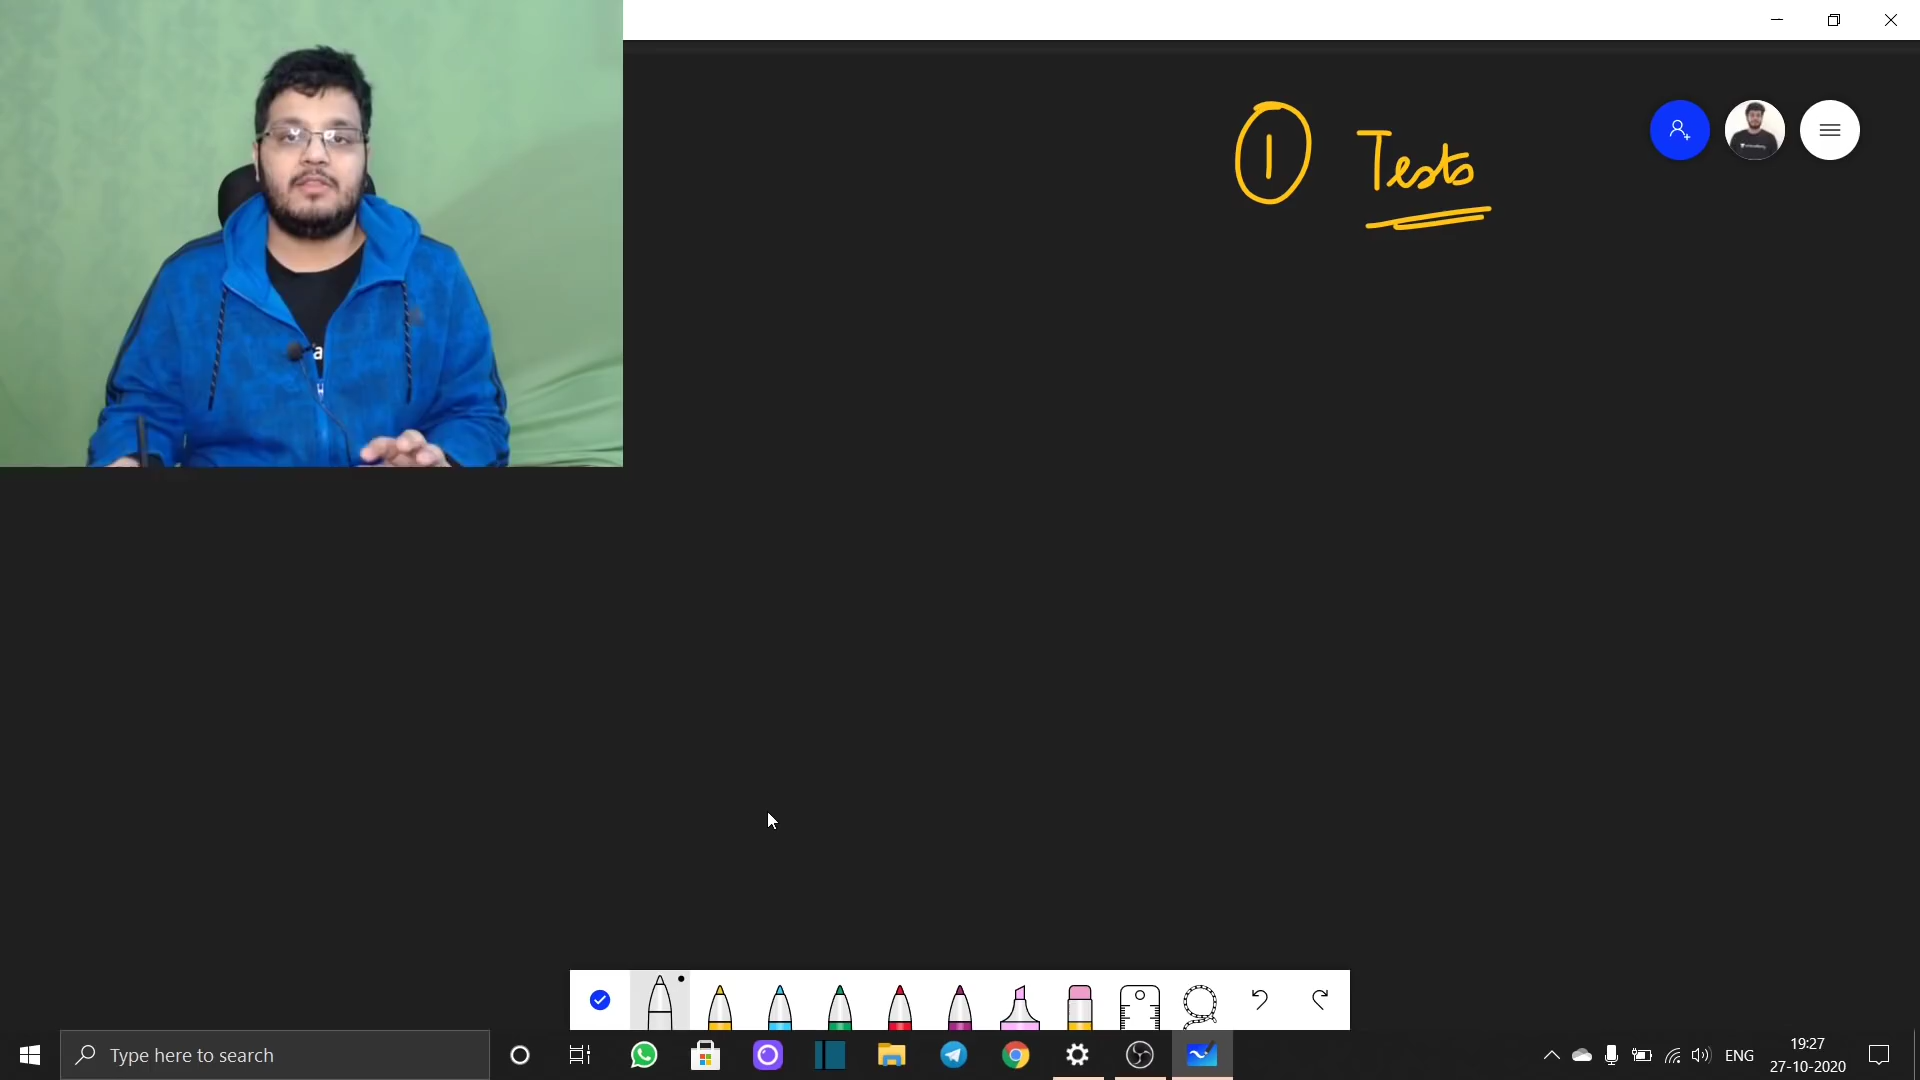 ① Tests
Type here to search
ENG
19:27
27-10-2020